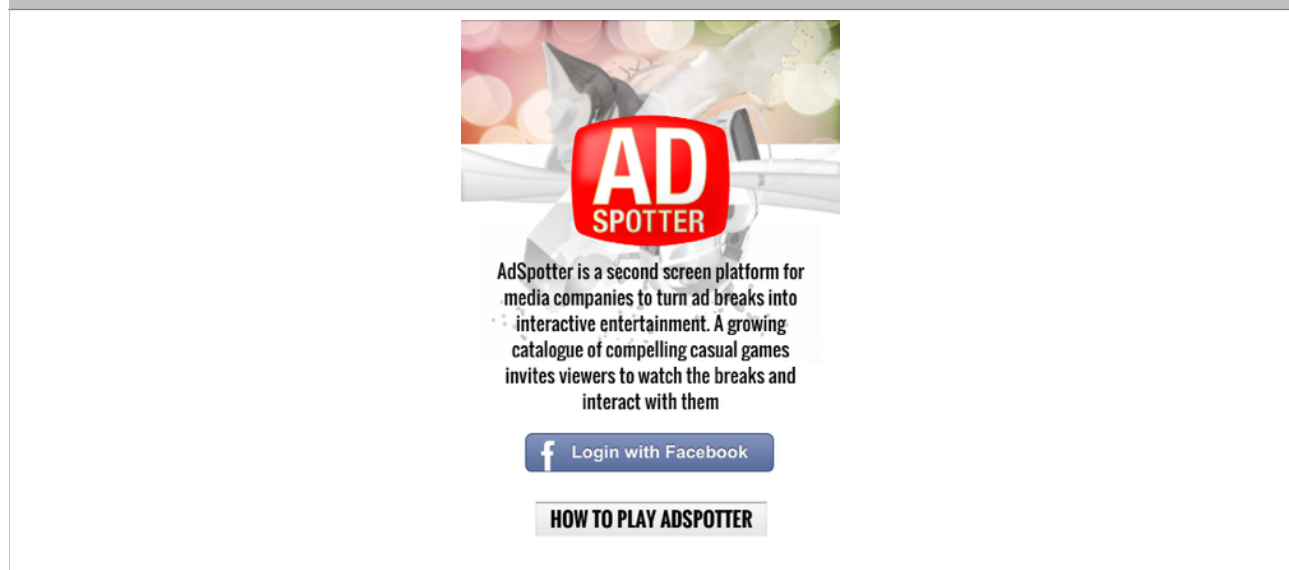 AD
SPOTTER
AdSpotter is a second screen platform for
media companies to turn ad breaks into
interactive entertainment. A growing
catalogue of compelling casual games
invites viewers to watch the breaks and
interact with them
f Login with Facebook
HOW TO PLAY ADSPOTTER